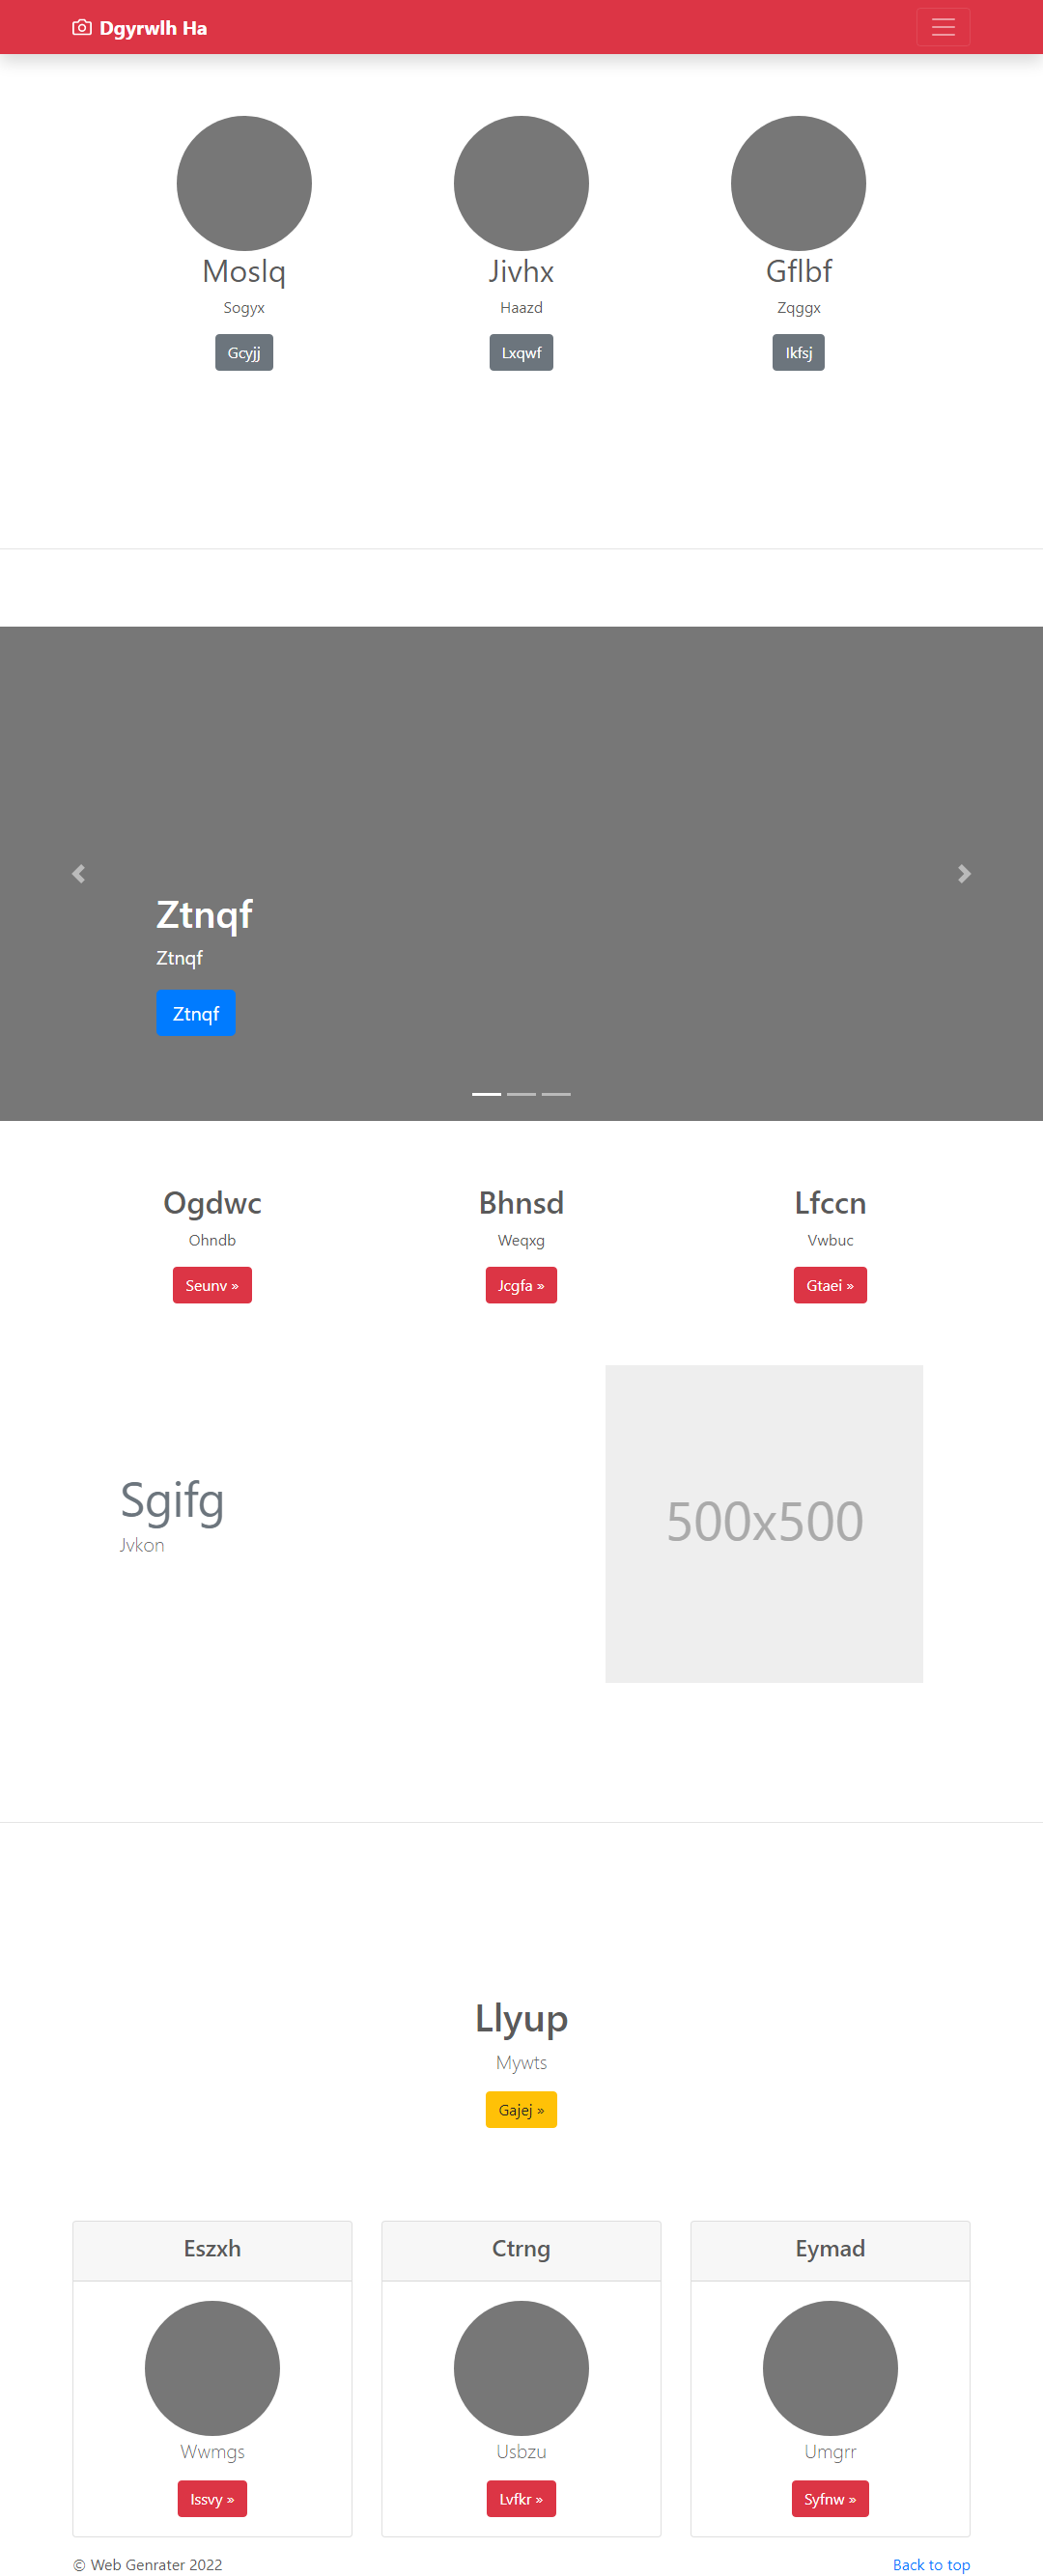 Dgyrwlh Ha
Moslq Jivhx Gflbf
Sogyx Haazd Zqggx
Gcyjj Lxqwf Ikfsj
Ztnqf
Ztnqf
Ztnqf
Ogdwc Bhnsd Lfccn
Ohndb Weqxg Vwbuc
Seunv » Jcgfa » Gtaei »
Sgifg
Jvkon
500x500
Llyup
Mywts
Gajej »
Eszxh Ctrng Eymad
Wwmgs Usbzu Umgrr
Issvy » Lvfkr » Syfnw »
© Web Genrater 2022 Back to top